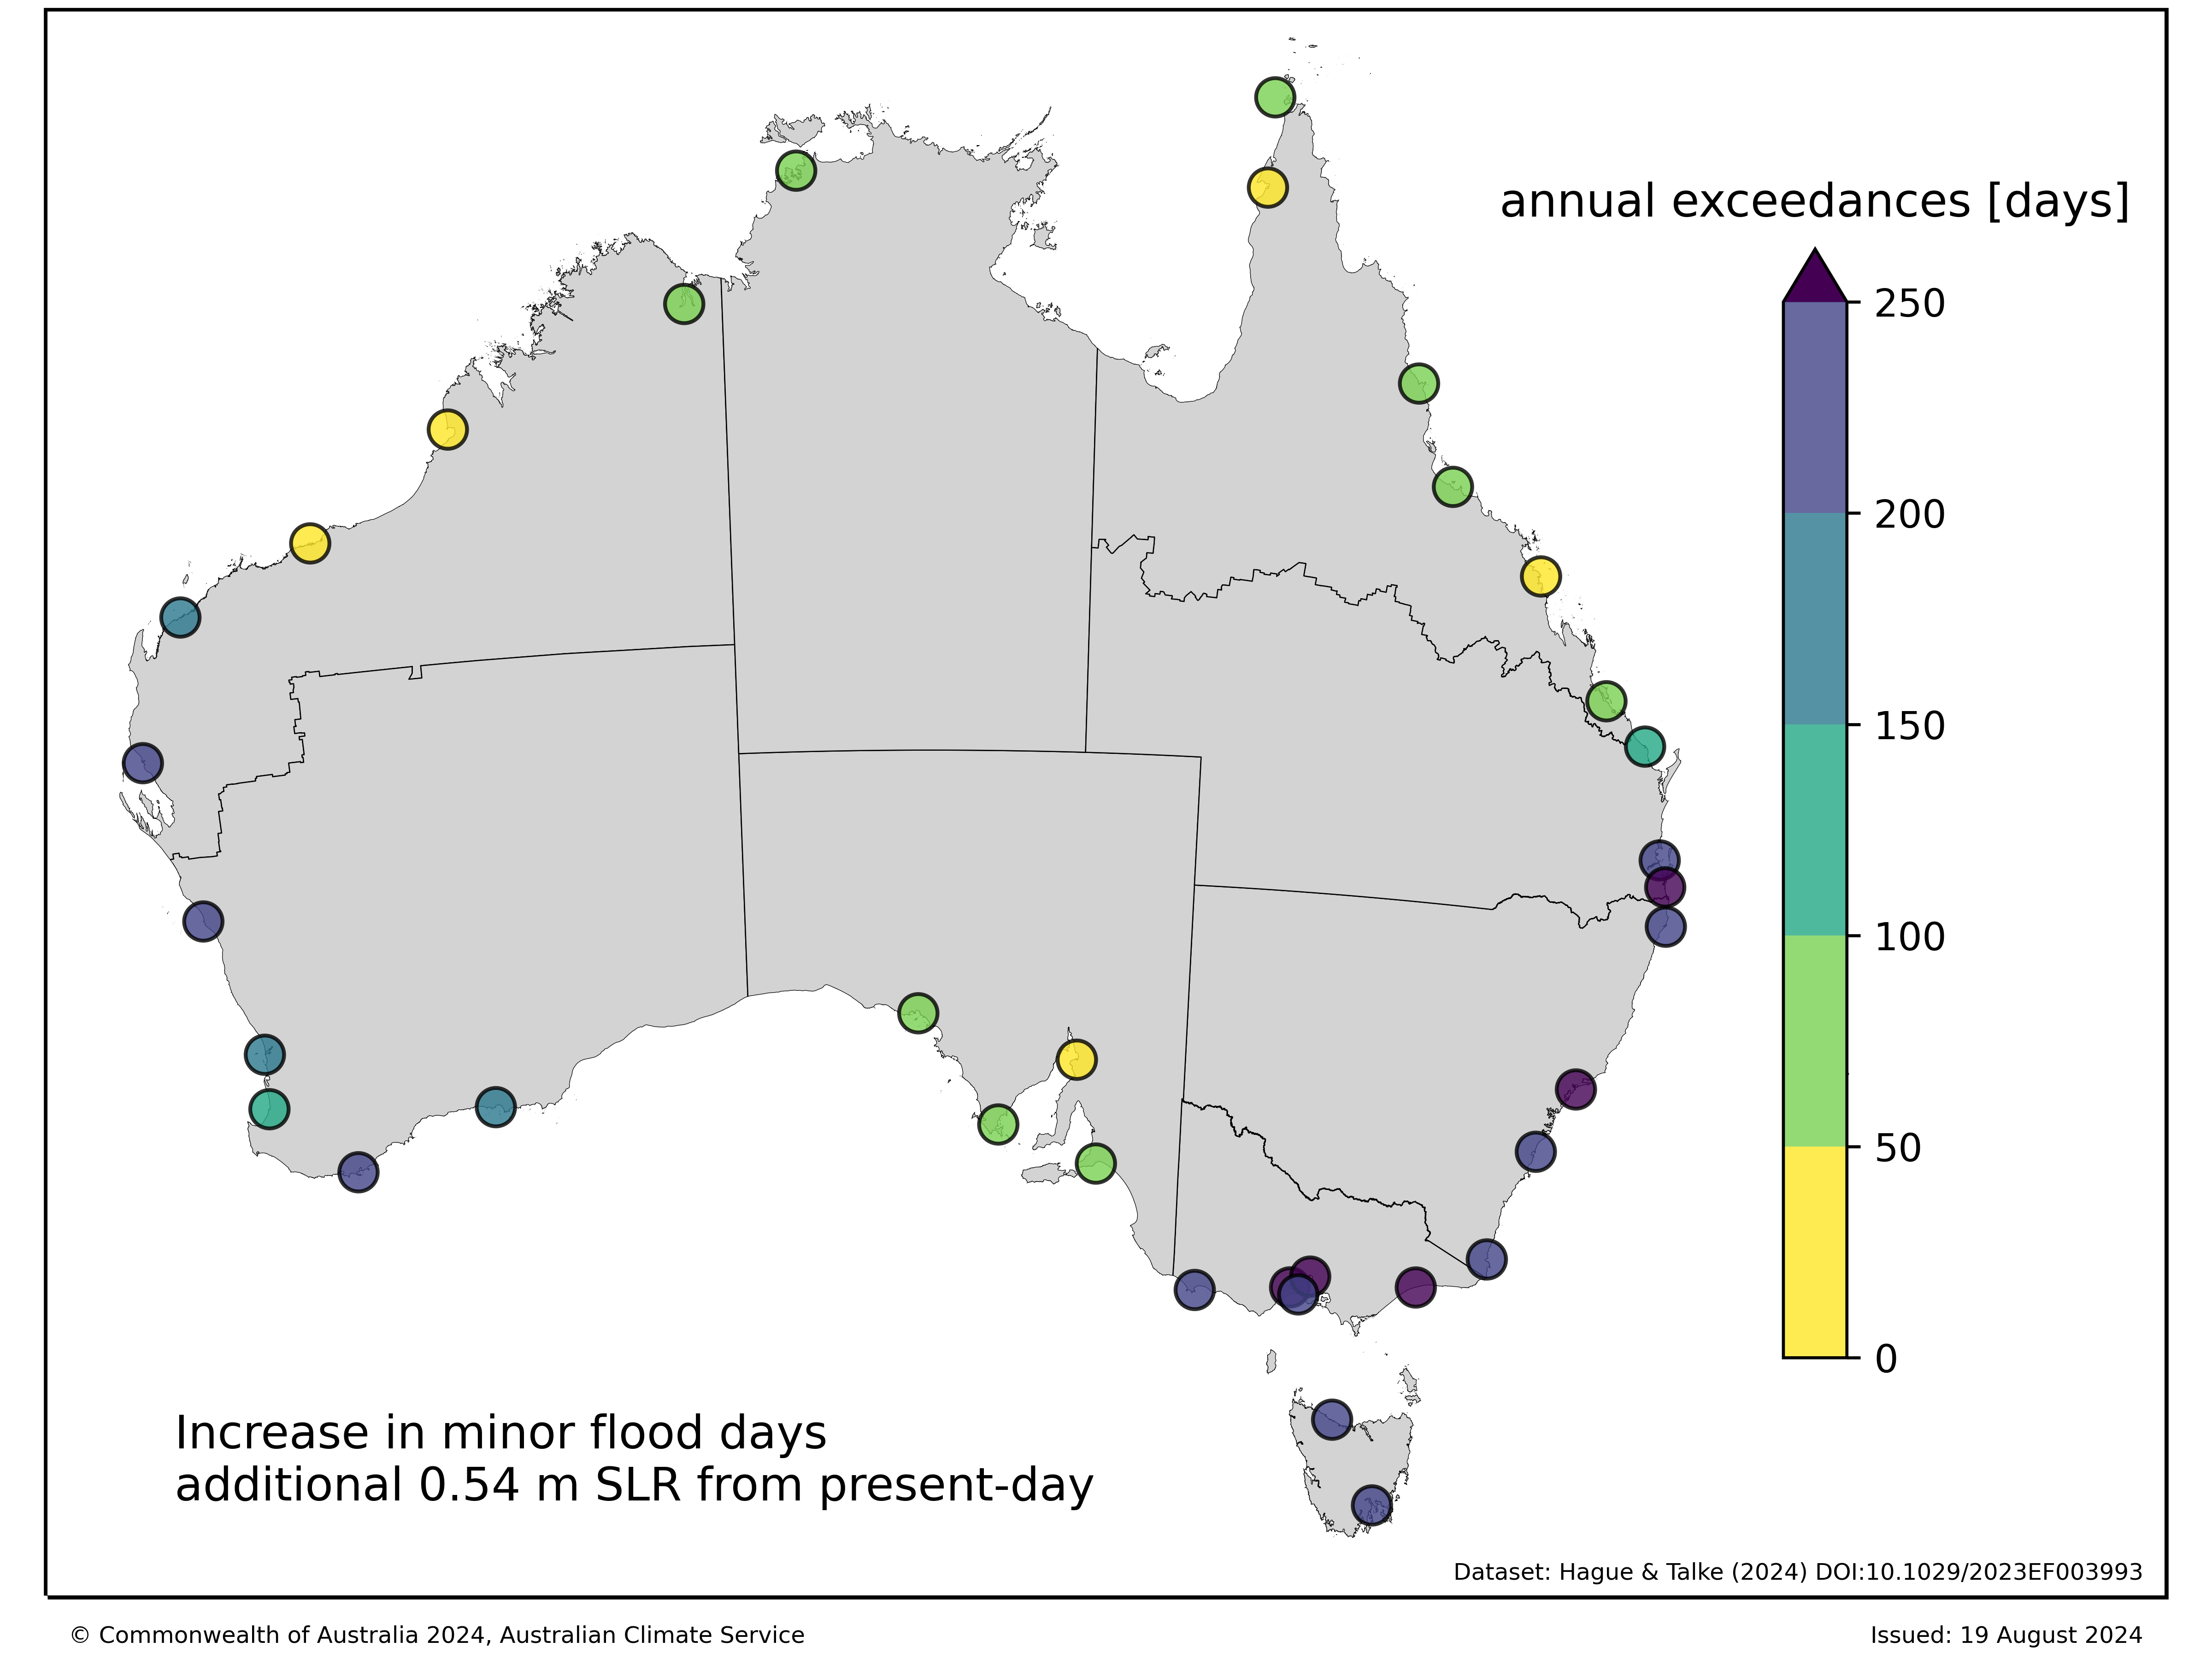 annual exceedances [days]
250
200
150
100
50
0
Increase in minor flood days
additional 0.54 m SLR from present-day
Dataset: Hague & Talke (2024) DOI:10.1029/2023EF003993
© Commonwealth of Australia 2024, Australian Climate Service
Issued: 19 August 2024